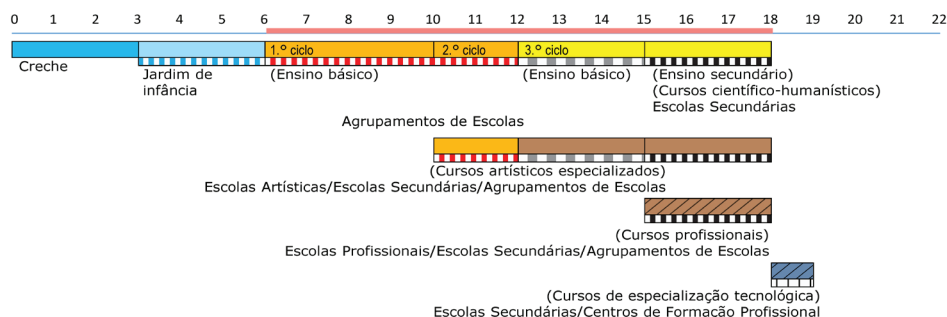 0 1 2 3 4 5 6 7 8 9 10 11 12 13 14 15 16 17 18 19 20 21 22
1.º ciclo 2.º ciclo 3.º ciclo
Creche
Jardim de
infância
(Ensino básico)
(Ensino básico)
(Ensino secundário)
(Cursos científico-humanísticos)
Escolas Secundárias
Agrupamentos de Escolas
(Cursos artísticos especializados)
Escolas Artísticas/Escolas Secundárias/Agrupamentos de Escolas
(Cursos profissionais)
Escolas Profissionais/Escolas Secundárias/Agrupamentos de Escolas
(Cursos de especialização tecnológica)
Escolas Secundárias/Centros de Formação Profissional